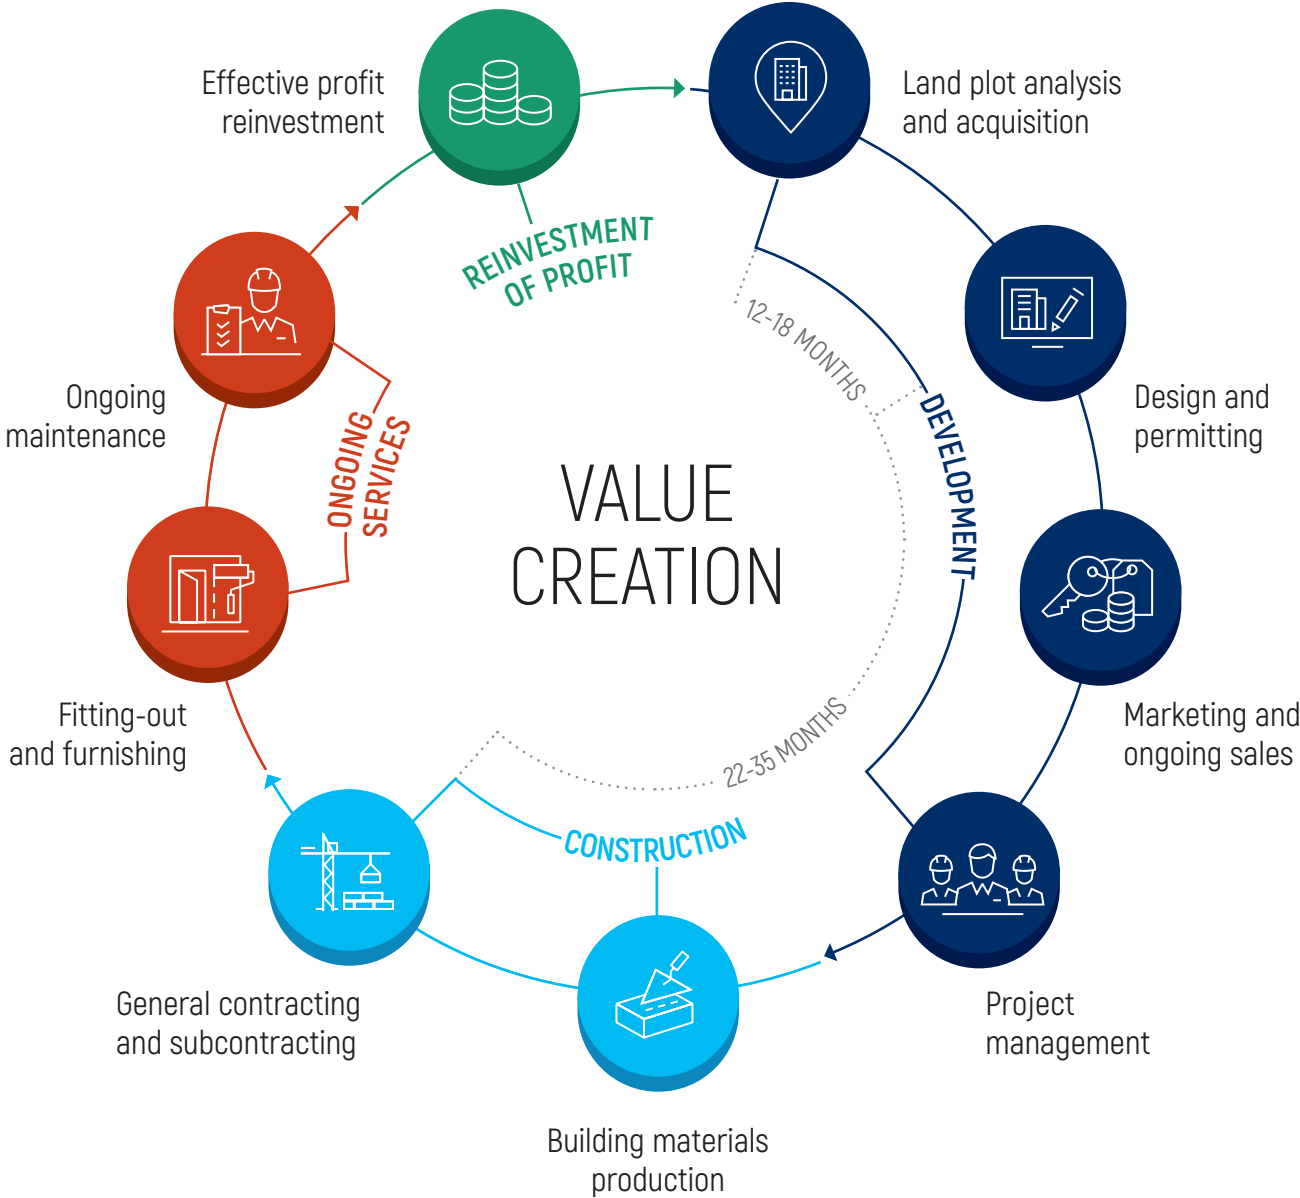 Effective profit
reinvestment
Land plot analysis
and acquisition
REINVESTMENT
OF PROFIT
12-18 MONTHS
Ongoing
maintenance
Design and
permitting
ONGOING
SERVICES
DEVELOPMENT
VALUE
CREATION
Fitting-out
and furnishing
Marketing and
ongoing sales
22-35 MONTHS
CONSTRUCTION
General contracting
and subcontracting
Project
management
Building materials
production